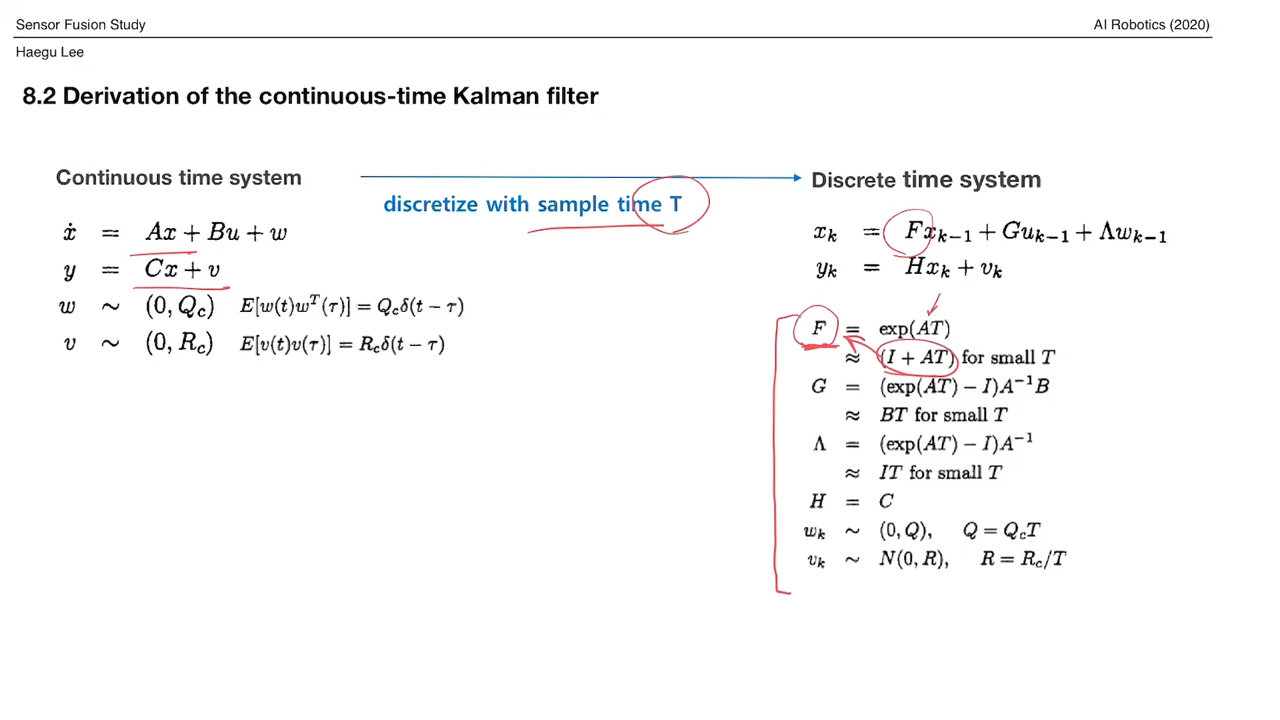 Sensor Fusion Study
AI Robotics (2020)
Haegu Lee
8.2 Derivation of the continuous-time Kalman filter
Continuous time system
discretize with sample time T
Discrete time system
ẋ = Ax + Bu + w
y = Cx + v
w ~ (0, Q_c) E[w(t)w^T(τ)] = Q_cδ(t − τ)
v ~ (0, R_c) E[v(t)v(τ)] = R_cδ(t − τ)
x_k = Fx_{k−1} + Gu_{k−1} + Λw_{k−1}
y_k = Hx_k + v_k
F = exp(AT)
≈ (I + AT) for small T
G = (exp(AT) − I)A^{−1}B
≈ BT for small T
Λ = (exp(AT) − I)A^{−1}
≈ IT for small T
H = C
w_k ~ (0, Q), Q = Q_cT
v_k ~ N(0, R), R = R_c/T